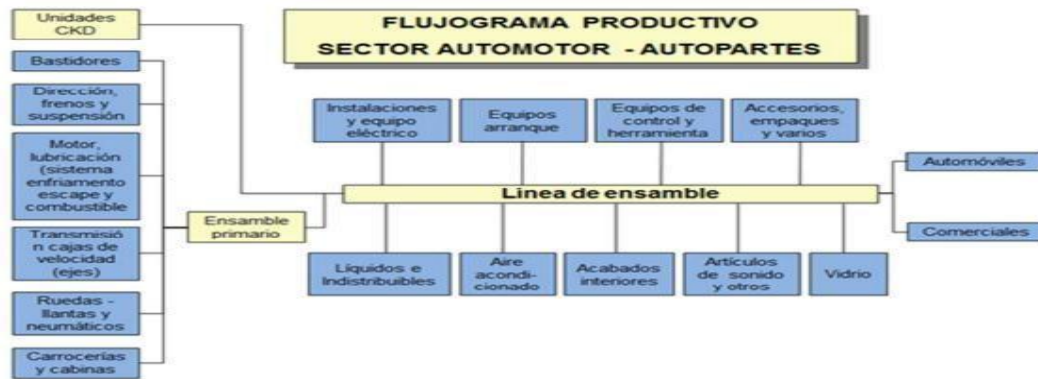 Unidades
CKD
FLUJOGRAMA PRODUCTIVO
SECTOR AUTOMOTOR - AUTOPARTES
Bastidores
Dirección,
frenos y
suspensión
Motor,
lubricación
(sistema
enfriamento
escape y
combustible
Transmisió
n cajas de
velocidad
(ejes)
Ruedas -
llantas y
neumáticos
Carrocerías
y cabinas
Ensamble
primario
Instalaciones
y equipo
eléctrico
Equipos
arranque
Equipos de
control y
herramienta
Accesorios,
empaques
y varios
Línea de ensamble
Líquidos e
Indistribuibles
Aire
acondi-
cionado
Acabados
interiores
Artículos
de sonido
y otros
Vidrio
Automóviles
Comerciales